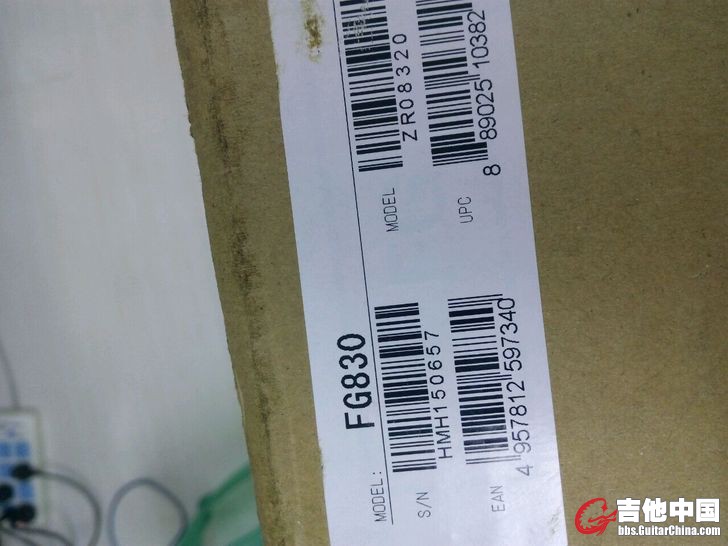 MODEL: FG830
S/N
HMH150657
MODEL
ZR08320
EAN
4 957812 597340
UPC
8 89025 10382
吉他中国
bbs.GuitarChina.com